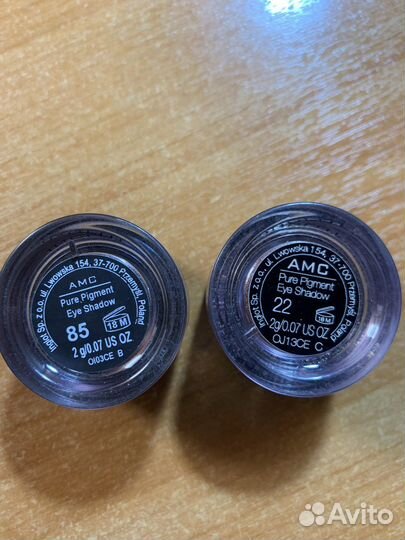 Inglot Sp. z o.o. ul. Lwowska 154, 37-700 Przemyśl, Poland
AMC
Pure Pigment
Eye Shadow
85
18 M
2 g/0.07 US OZ
OI03CE B
Inglot Sp. z o.o. ul. Lwowska 154, 37-700 Przemyśl, Poland
AMC
Pure Pigment
Eye Shadow
22
18M
2g/0.07 US OZ
OJ13CE C
Avito